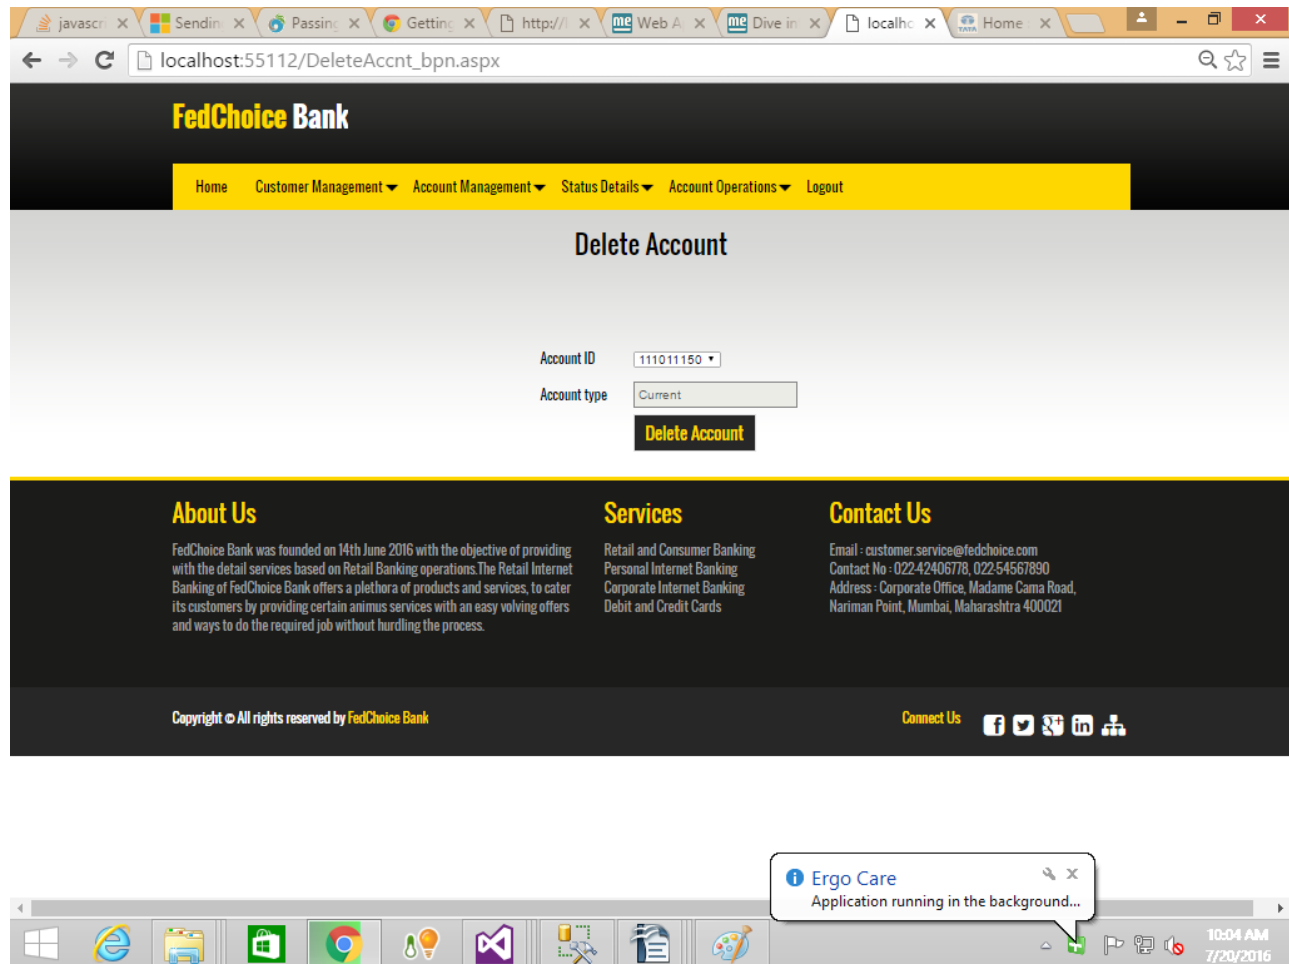 javascri
Sendin
Passing
Getting
http://l
Web A
Dive in
localho
Home
localhost:55112/DeleteAccnt_bpn.aspx
FedChoice Bank
Home Customer Management Account Management Status Details Account Operations Logout
Delete Account
Account ID 111011150
Account type Current
Delete Account
About Us
FedChoice Bank was founded on 14th June 2016 with the objective of providing
with the detail services based on Retail Banking operations.The Retail Internet
Banking of FedChoice Bank offers a plethora of products and services, to cater
its customers by providing certain animus services with an easy volving offers
and ways to do the required job without hurdling the process.
Services
Retail and Consumer Banking
Personal Internet Banking
Corporate Internet Banking
Debit and Credit Cards
Contact Us
Email : customer.service@fedchoice.com
Contact No : 022-42406778, 022-54567890
Address : Corporate Office, Madame Cama Road,
Nariman Point, Mumbai, Maharashtra 400021
Copyright © All rights reserved by FedChoice Bank
Connect Us
Ergo Care
Application running in the background...
10:04 AM
7/20/2016